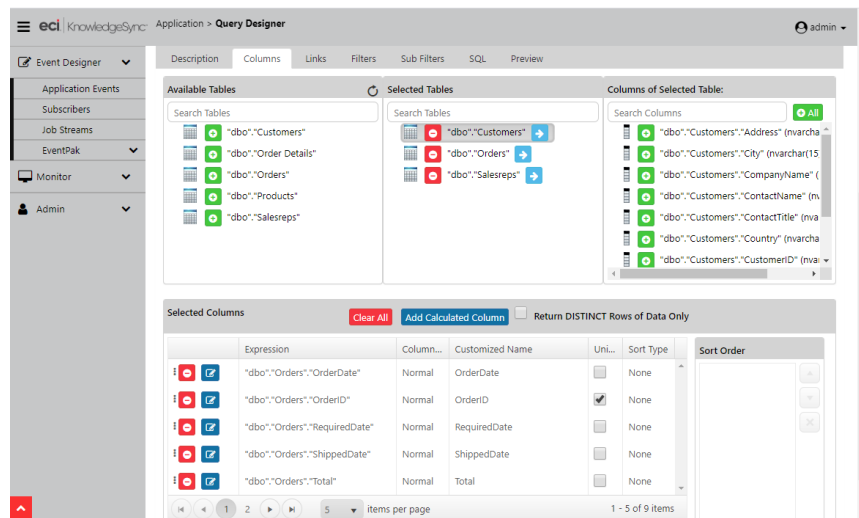 eci KnowledgeSync
Application > Query Designer
admin
Event Designer
Application Events
Subscribers
Job Streams
EventPak
Monitor
Admin
Description Columns Links Filters Sub Filters SQL Preview
Available Tables
Search Tables
"dbo"."Customers"
"dbo"."Order Details"
"dbo"."Orders"
"dbo"."Products"
"dbo"."Salesreps"
Selected Tables
Search Tables
"dbo"."Customers"
"dbo"."Orders"
"dbo"."Salesreps"
Columns of Selected Table:
Search Columns All
"dbo"."Customers"."Address" (nvarcha
"dbo"."Customers"."City" (nvarchar(15
"dbo"."Customers"."CompanyName" (
"dbo"."Customers"."ContactName" (nv
"dbo"."Customers"."ContactTitle" (nva
"dbo"."Customers"."Country" (nvarcha
"dbo"."Customers"."CustomerID" (nvar
Selected Columns Clear All Add Calculated Column Return DISTINCT Rows of Data Only
Expression Column... Customized Name Uni... Sort Type
"dbo"."Orders"."OrderDate" Normal OrderDate None
"dbo"."Orders"."OrderID" Normal OrderID None
"dbo"."Orders"."RequiredDate" Normal RequiredDate None
"dbo"."Orders"."ShippedDate" Normal ShippedDate None
"dbo"."Orders"."Total" Normal Total None
1 2 5 items per page 1 - 5 of 9 items
Sort Order